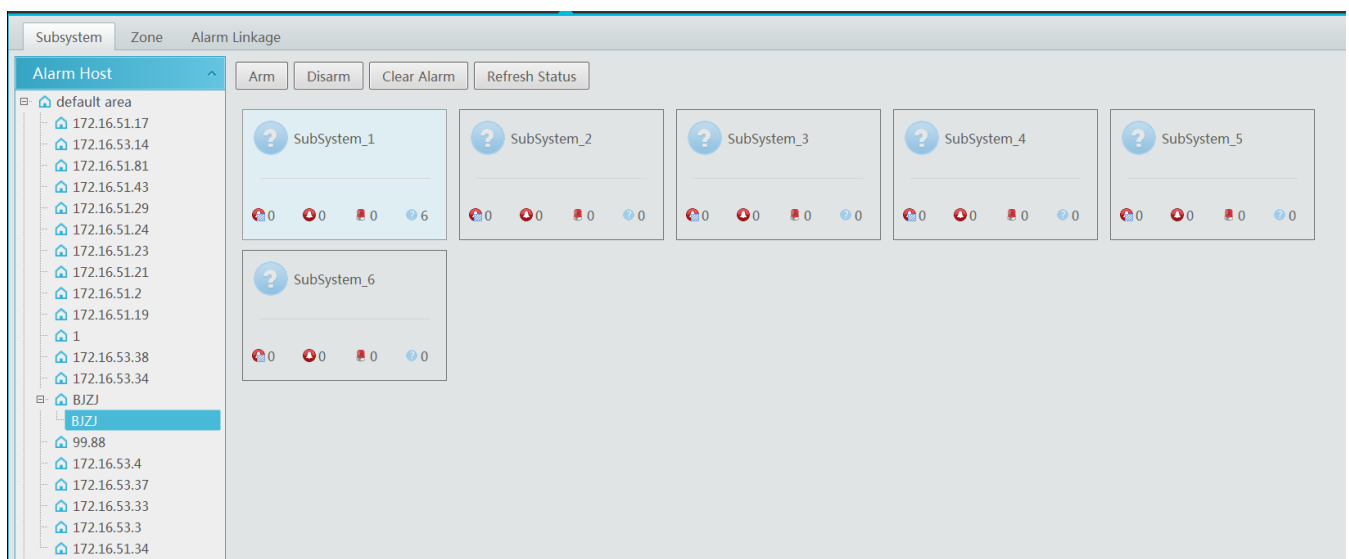 Subsystem Zone Alarm Linkage
Alarm Host
default area
172.16.51.17
172.16.53.14
172.16.51.81
172.16.51.43
172.16.51.29
172.16.51.24
172.16.51.23
172.16.51.21
172.16.51.2
172.16.51.19
1
172.16.53.38
172.16.53.34
BJZJ
BJZJ
99.88
172.16.53.4
172.16.53.37
172.16.53.33
172.16.53.3
172.16.51.34
Arm Disarm Clear Alarm Refresh Status
SubSystem_1 SubSystem_2 SubSystem_3 SubSystem_4 SubSystem_5
0 0 0 6 0 0 0 0 0 0 0 0 0 0 0 0 0 0 0 0
SubSystem_6
0 0 0 0